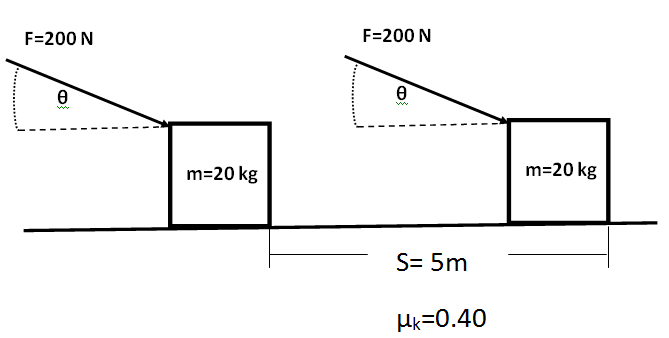 F=200 N
F=200 N
θ
θ
m=20 kg
m=20 kg
S= 5m
μk=0.40